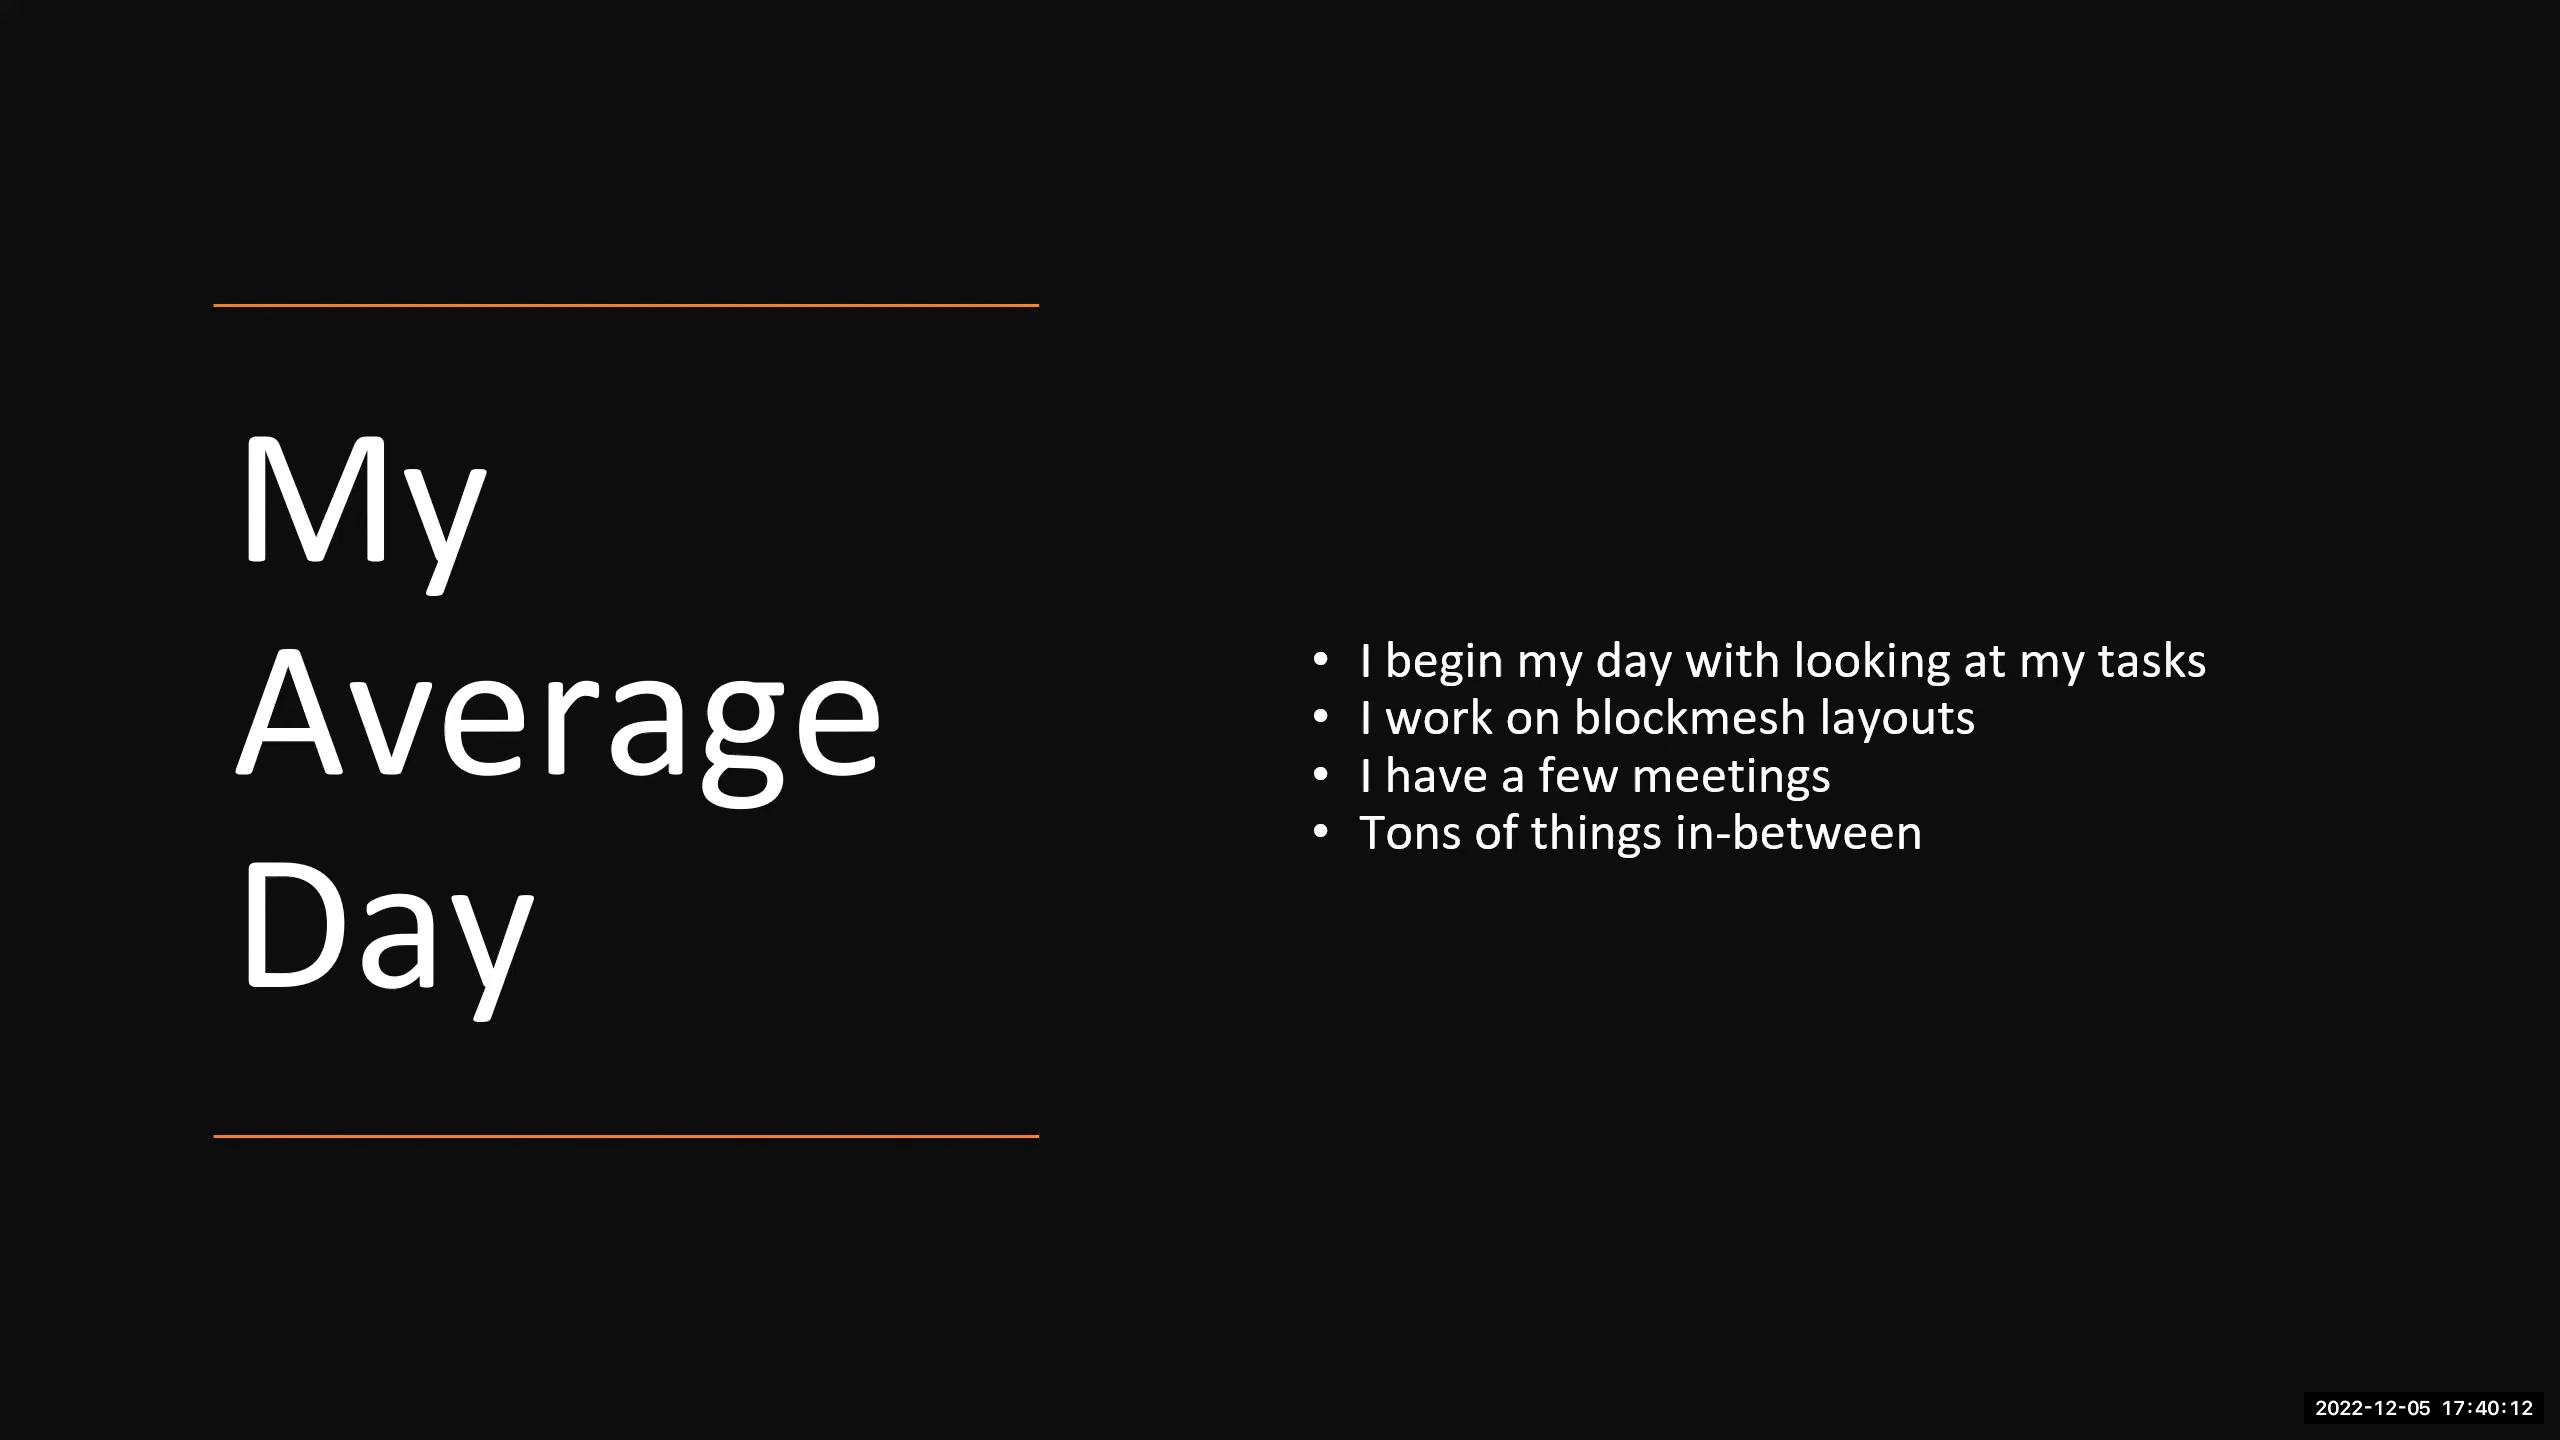 My
Average
Day
• I begin my day with looking at my tasks
• I work on blockmesh layouts
• I have a few meetings
• Tons of things in-between
2022-12-05 17:40:12